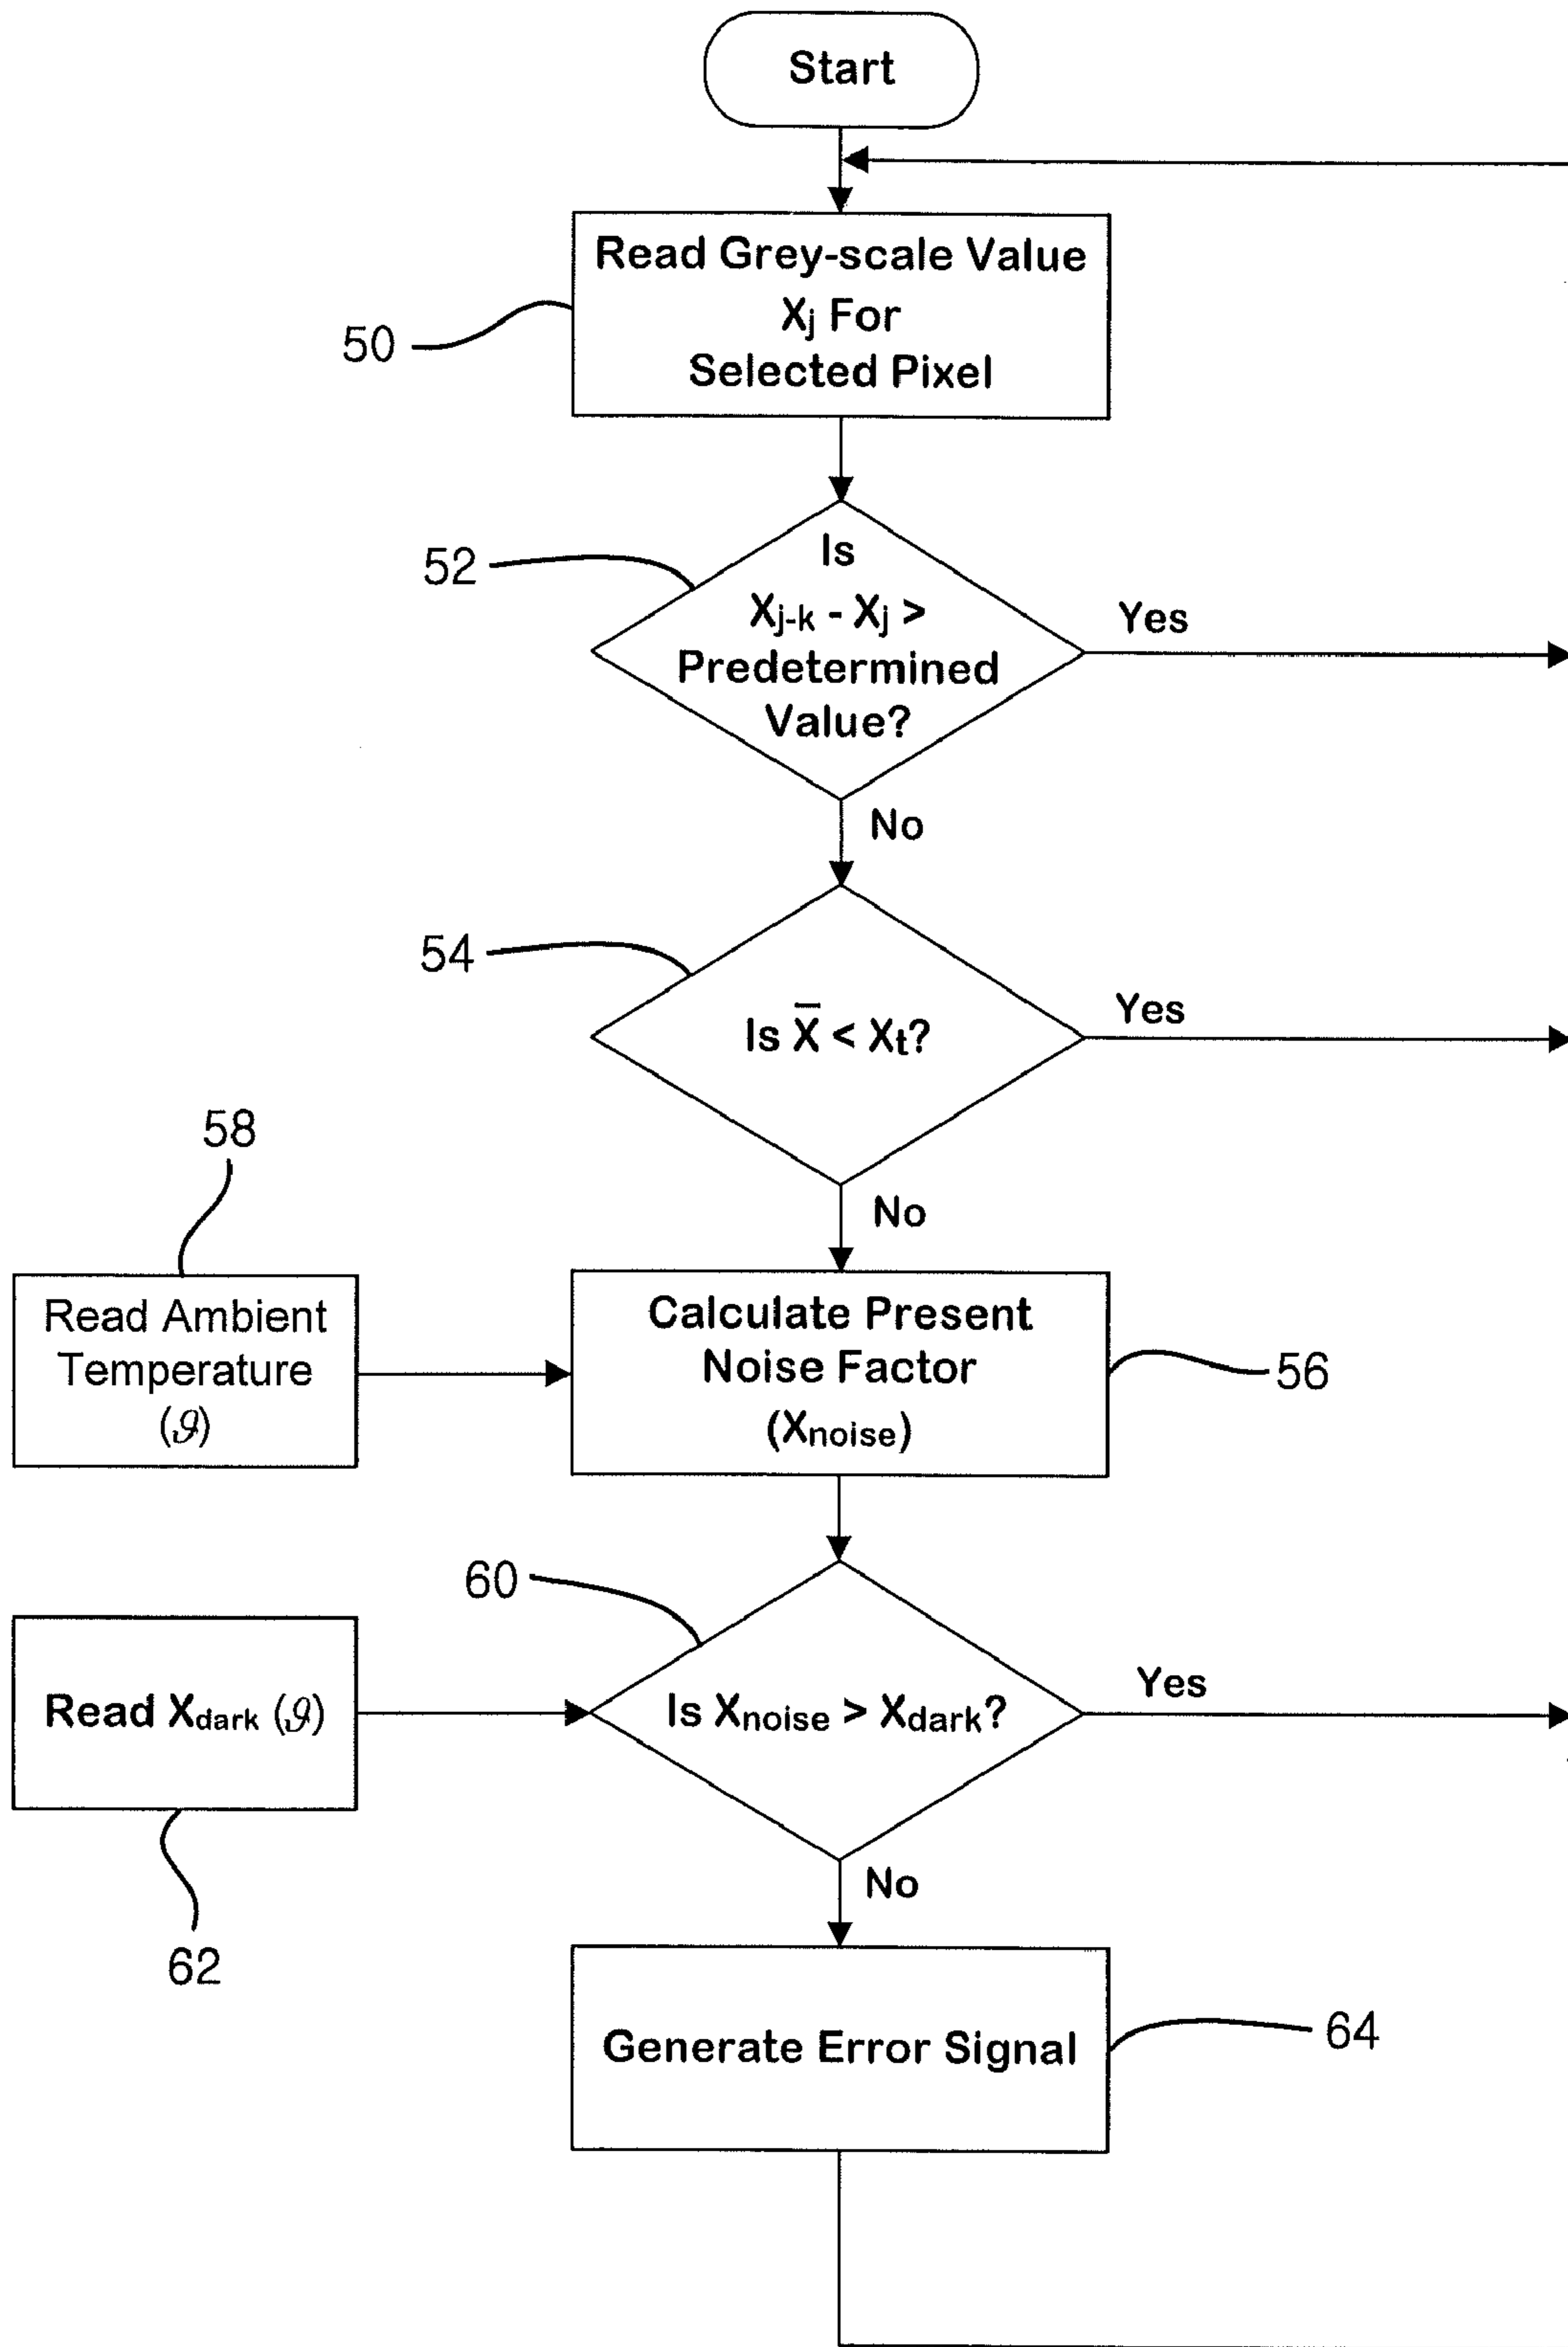 Start
Read Grey-scale Value
Xj For
Selected Pixel
50
Is
Xj-k - Xj >
Predetermined
Value?
52
Yes
No
54
Is X̅ < Xt?
Yes
No
58
Read Ambient
Temperature
(ϑ)
Calculate Present
Noise Factor
(Xnoise)
56
60
Read Xdark (ϑ)
Is Xnoise > Xdark?
Yes
62
No
Generate Error Signal
64